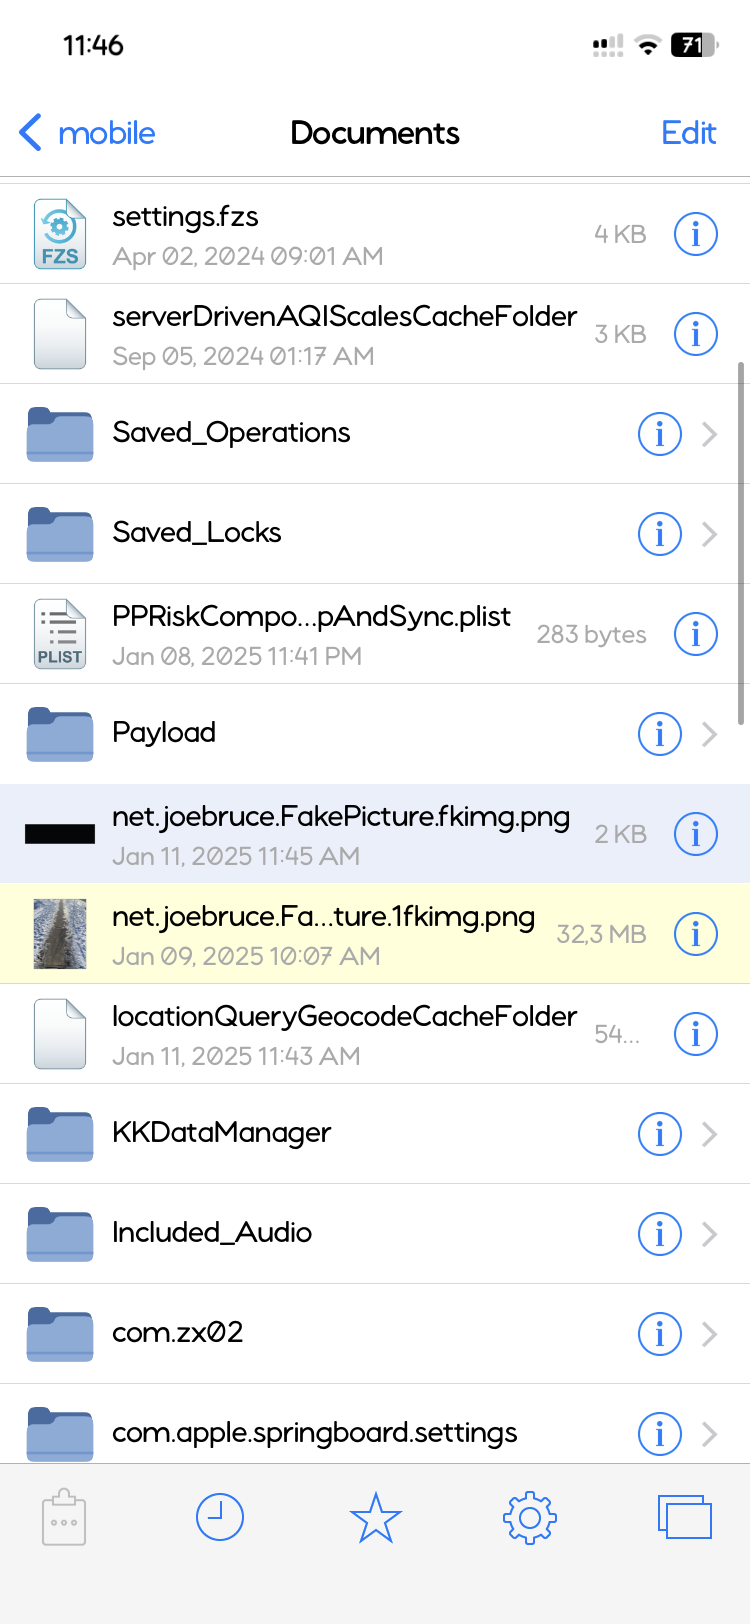 11:46
71
mobile
Documents
Edit
settings.fzs
Apr 02, 2024 09:01 AM
4 KB
FZS
serverDrivenAQIScalesCacheFolder
Sep 05, 2024 01:17 AM
3 KB
Saved_Operations
Saved_Locks
PPRiskCompo...pAndSync.plist
Jan 08, 2025 11:41 PM
283 bytes
PLIST
Payload
net.joebruce.FakePicture.fkimg.png
Jan 11, 2025 11:45 AM
2 KB
net.joebruce.Fa...ture.1fkimg.png
Jan 09, 2025 10:07 AM
32,3 MB
locationQueryGeocodeCacheFolder
Jan 11, 2025 11:43 AM
54...
KKDataManager
Included_Audio
com.zx02
com.apple.springboard.settings